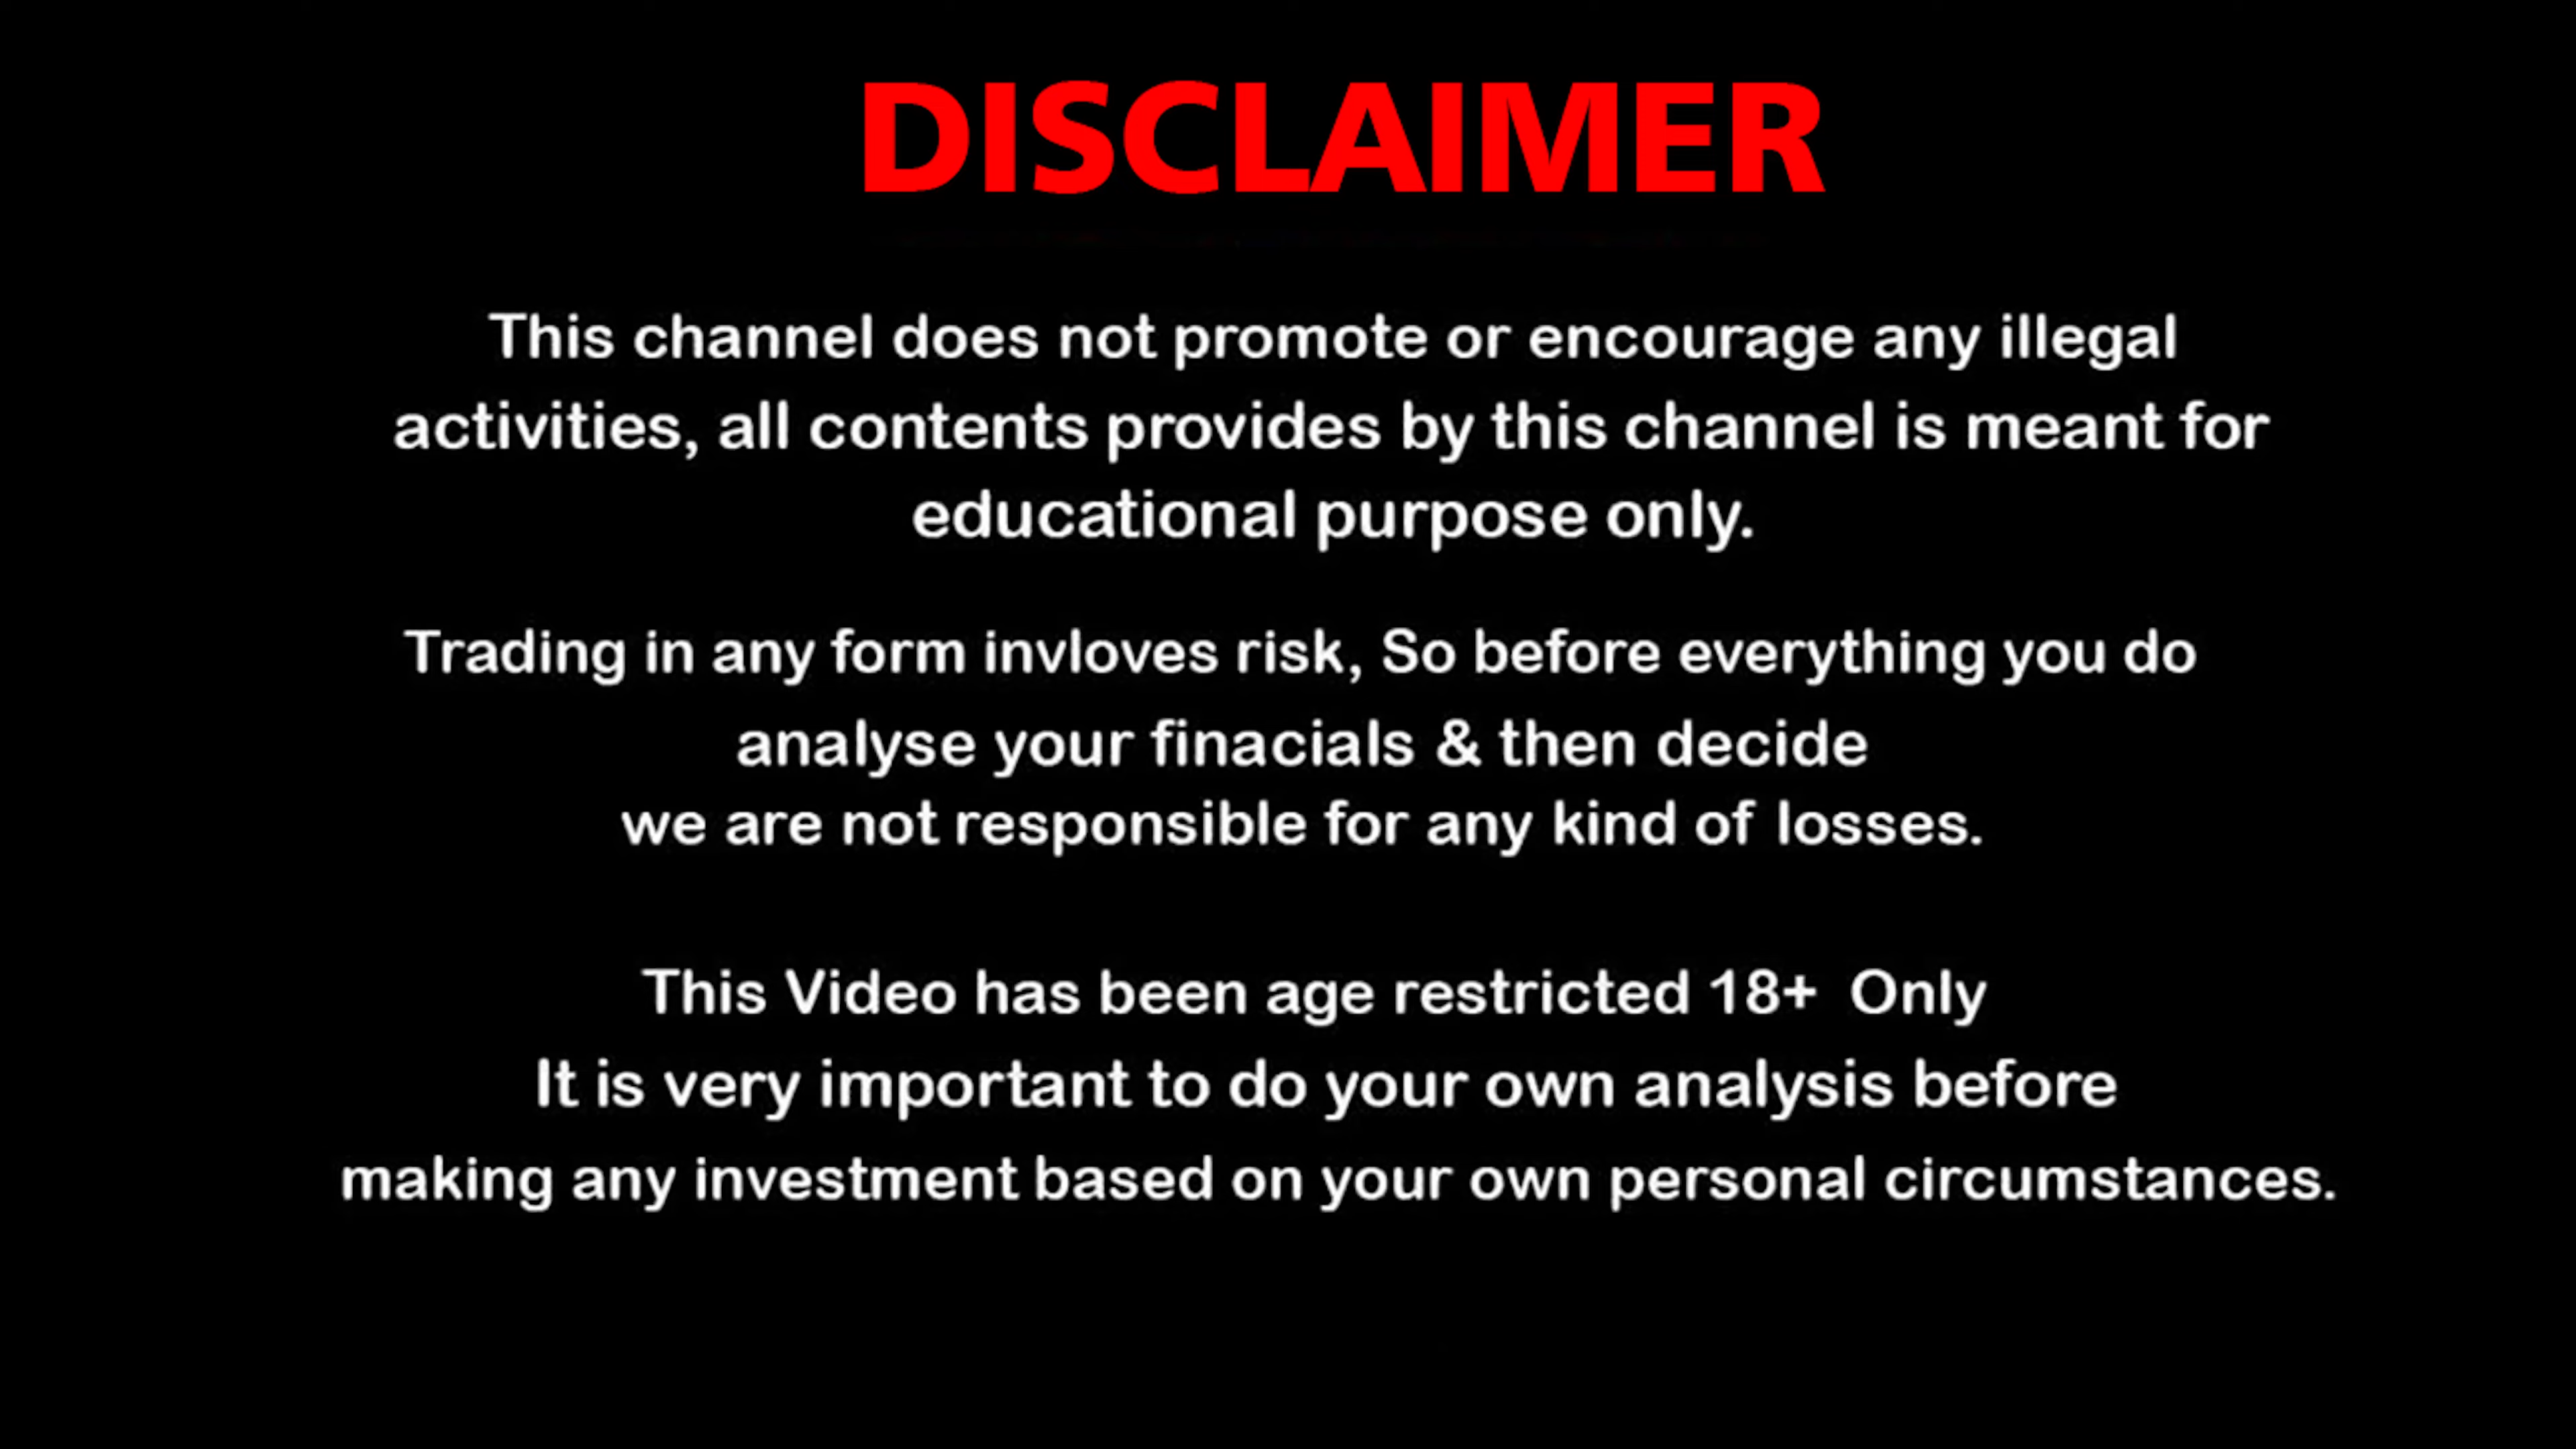 DISCLAIMER
This channel does not promote or encourage any illegal
activities, all contents provides by this channel is meant for
educational purpose only.
Trading in any form invloves risk, So before everything you do
analyse your finacials & then decide
we are not responsible for any kind of losses.
This Video has been age restricted 18+ Only
It is very important to do your own analysis before
making any investment based on your own personal circumstances.